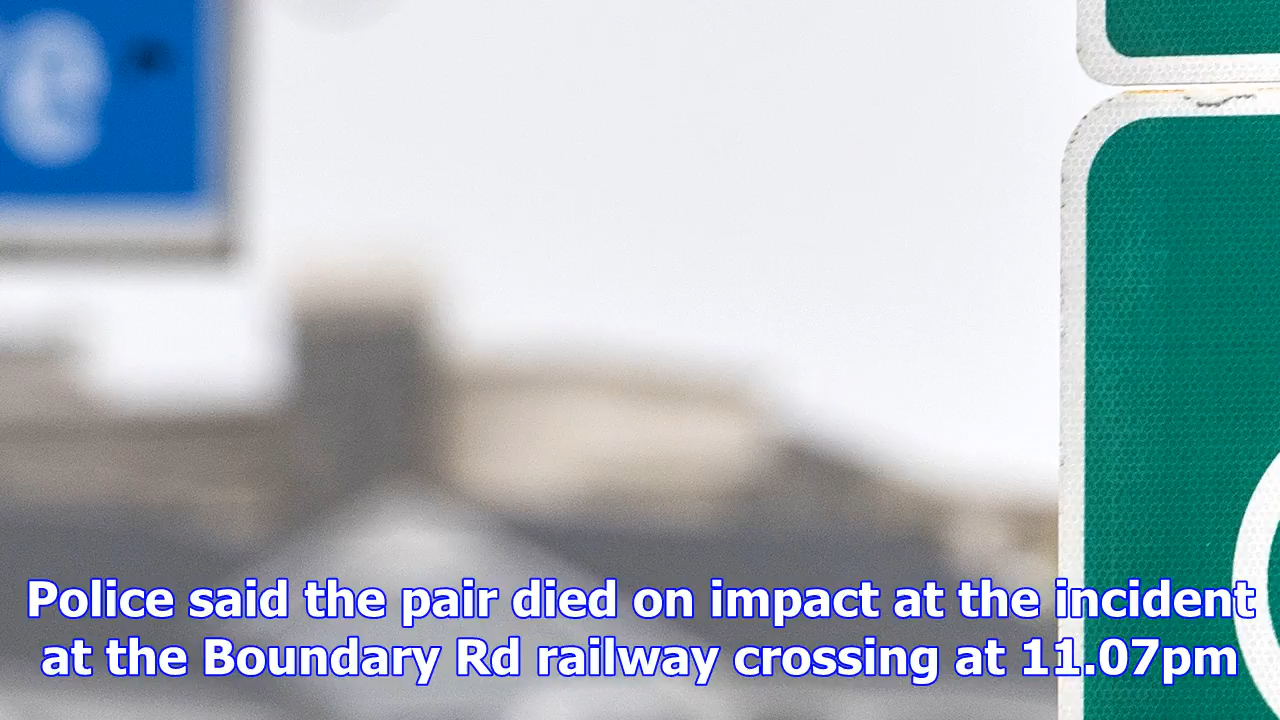 e
Police said the pair died on impact at the incident
at the Boundary Rd railway crossing at 11.07pm